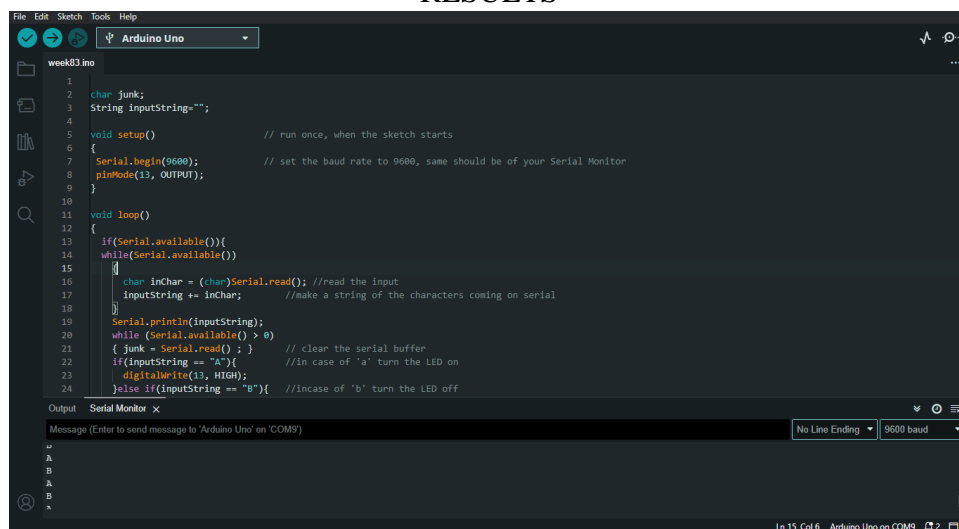 RESULTS
File Edit Sketch Tools Help
Arduino Uno
week83.ino
1
2 char junk;
3 String inputString="";
4
5 void setup() // run once, when the sketch starts
6 {
7 Serial.begin(9600); // set the baud rate to 9600, same should be of your Serial Monitor
8 pinMode(13, OUTPUT);
9 }
10
11 void loop()
12 {
13 if(Serial.available()){
14 while(Serial.available())
15 {
16 char inChar = (char)Serial.read(); //read the input
17 inputString += inChar; //make a string of the characters coming on serial
18 }
19 Serial.println(inputString);
20 while (Serial.available() > 0)
21 { junk = Serial.read() ; } // clear the serial buffer
22 if(inputString == "A"){ //in case of 'a' turn the LED on
23 digitalWrite(13, HIGH);
24 }else if(inputString == "B"){ //incase of 'b' turn the LED off
Output Serial Monitor x
Message (Enter to send message to 'Arduino Uno' on 'COM9')
No Line Ending
9600 baud
A
B
A
B
Ln 15, Col 6 Arduino Uno on COM9 2